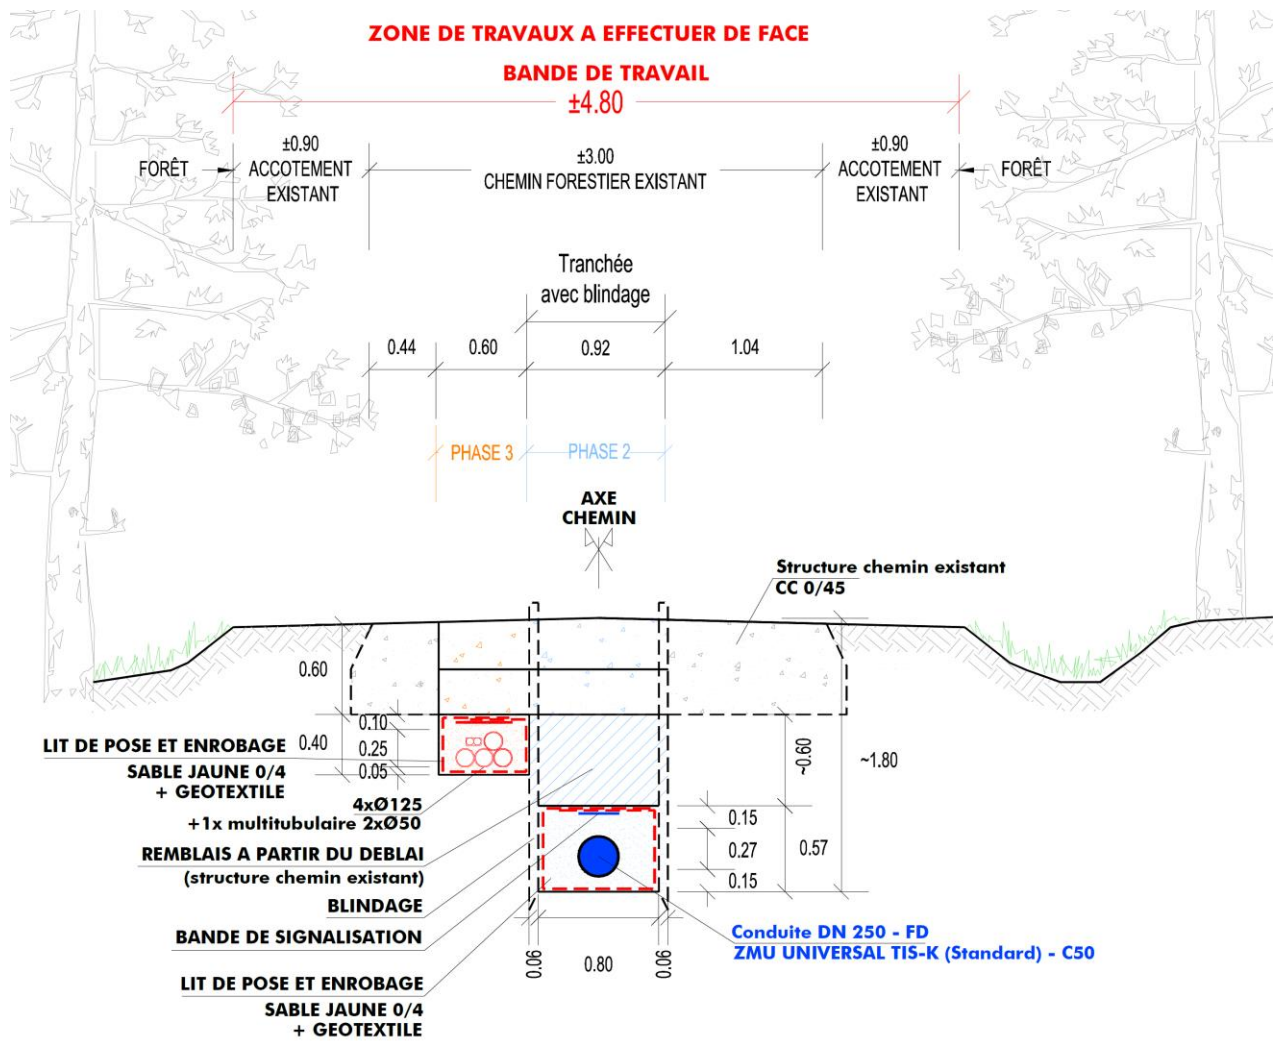 ZONE DE TRAVAUX A EFFECTUER DE FACE
BANDE DE TRAVAIL
±4.80
FORÊT
±0.90
ACCOTEMENT
EXISTANT
±3.00
CHEMIN FORESTIER EXISTANT
±0.90
ACCOTEMENT
EXISTANT
FORÊT
Tranchée
avec blindage
0.44
0.60
0.92
1.04
PHASE 3
PHASE 2
AXE
CHEMIN
Structure chemin existant
CC 0/45
0.60
0.40
0.10
0.25
0.05
LIT DE POSE ET ENROBAGE
SABLE JAUNE 0/4
+ GEOTEXTILE
4xØ125
+1x multitubulaire 2xØ50
REMBLAIS A PARTIR DU DEBLAI
(structure chemin existant)
BLINDAGE
BANDE DE SIGNALISATION
LIT DE POSE ET ENROBAGE
SABLE JAUNE 0/4
+ GEOTEXTILE
~0.60
~1.80
0.15
0.27
0.15
0.57
0.06
0.80
0.06
Conduite DN 250 - FD
ZMU UNIVERSAL TIS-K (Standard) - C50